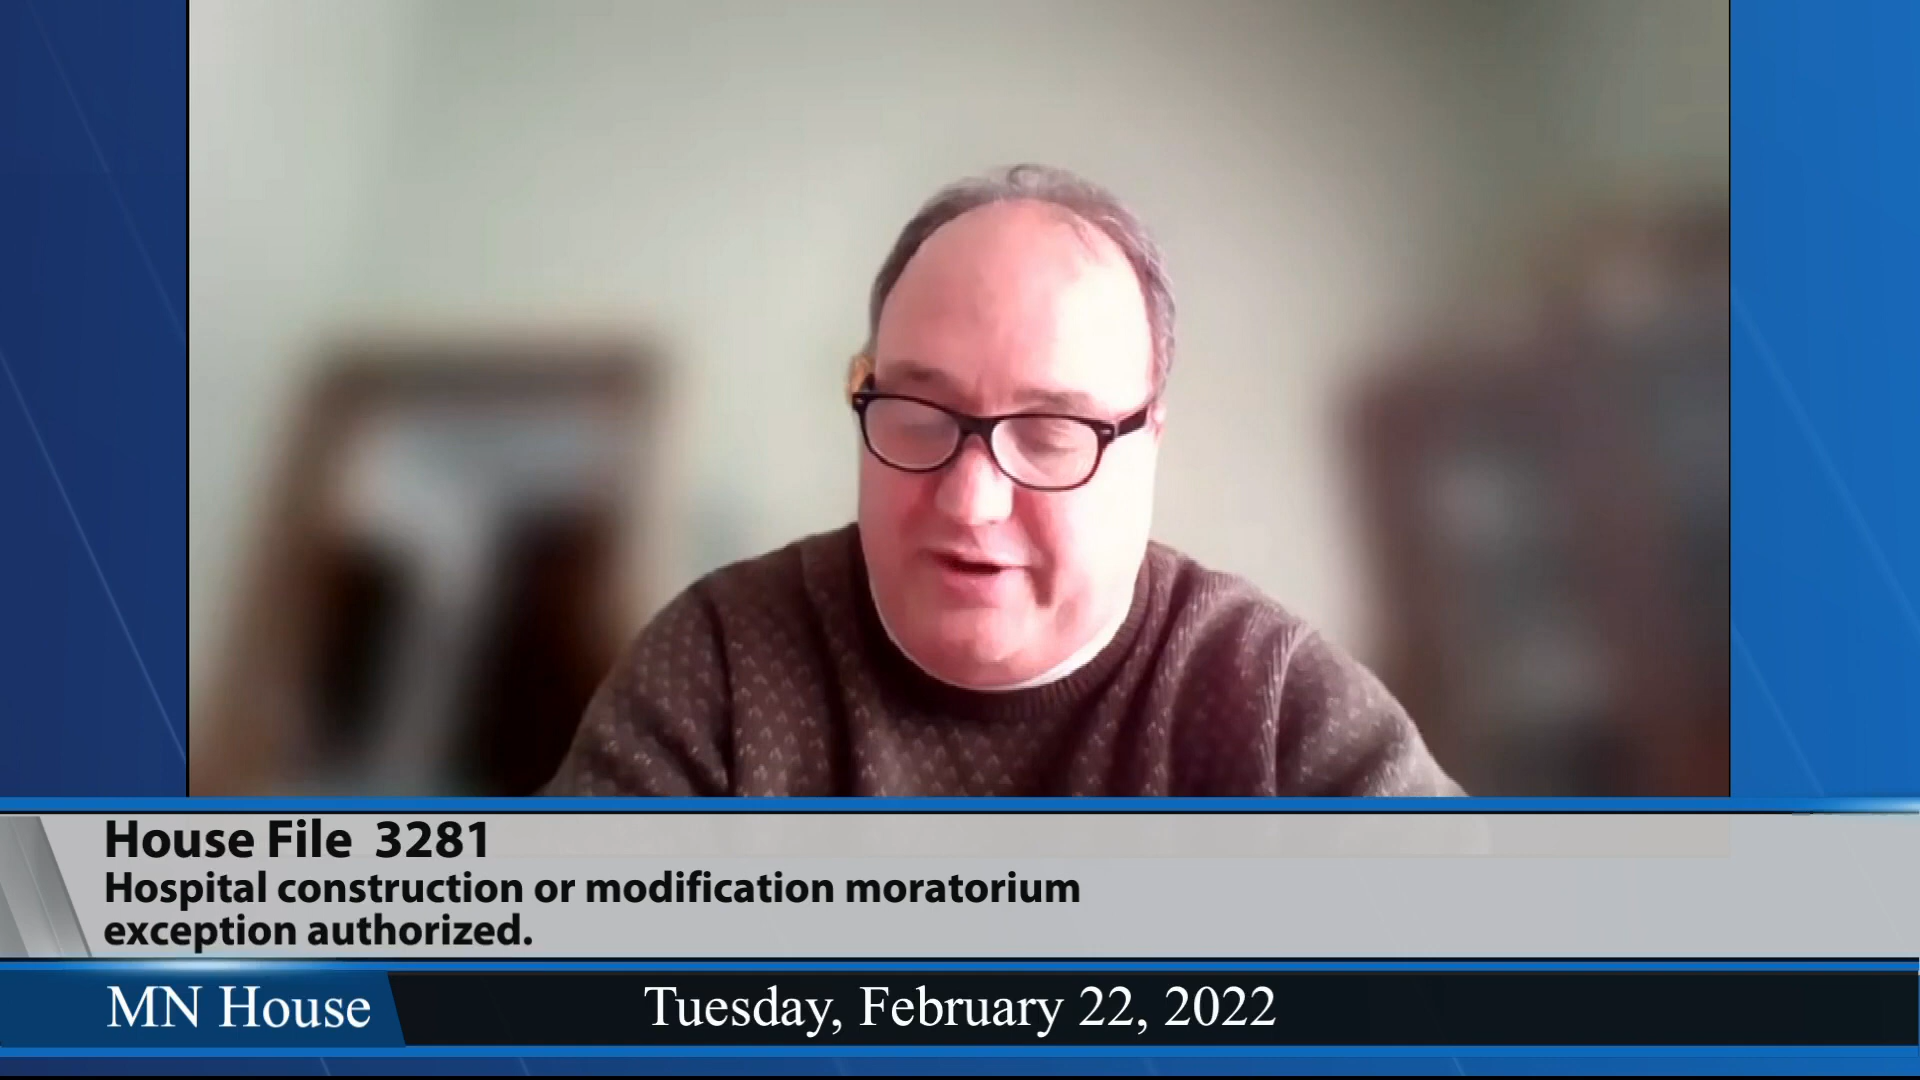 House File 3281
Hospital construction or modification moratorium
exception authorized.
MN House
Tuesday, February 22, 2022